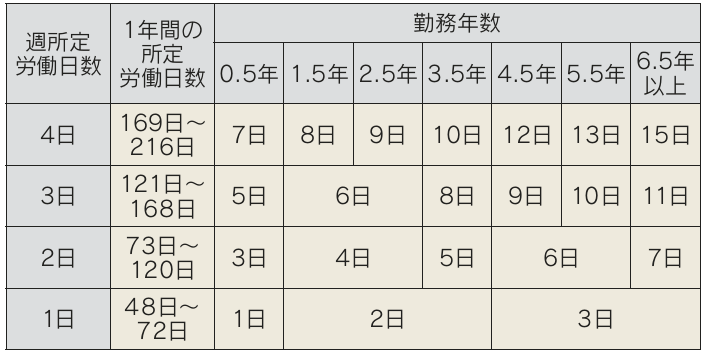 週所定
労働日数
1年間の
所定
労働日数
勤務年数
0.5年 1.5年 2.5年 3.5年 4.5年 5.5年 6.5年
以上
4日 169日～
216日 7日 8日 9日 10日 12日 13日 15日
3日 121日～
168日 5日 6日 8日 9日 10日 11日
2日 73日～
120日 3日 4日 5日 6日 7日
1日 48日～
72日 1日 2日 3日